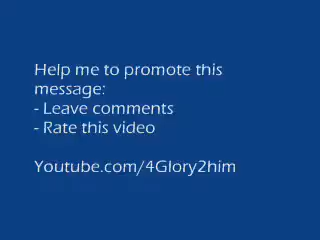 Help me to promote this
message:
- Leave comments
- Rate this video
Youtube.com/4Glory2him